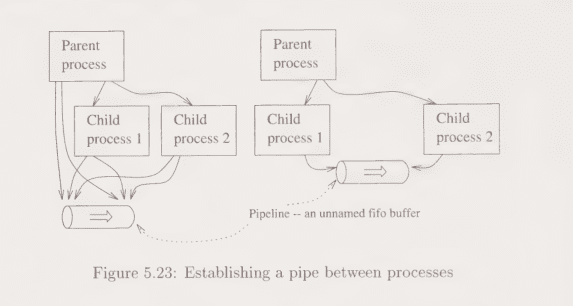 Parent
process
Parent
process
Child
process 1
Child
process 2
Child
process 1
Child
process 2
Pipeline -- an unnamed fifo buffer
Figure 5.23: Establishing a pipe between processes